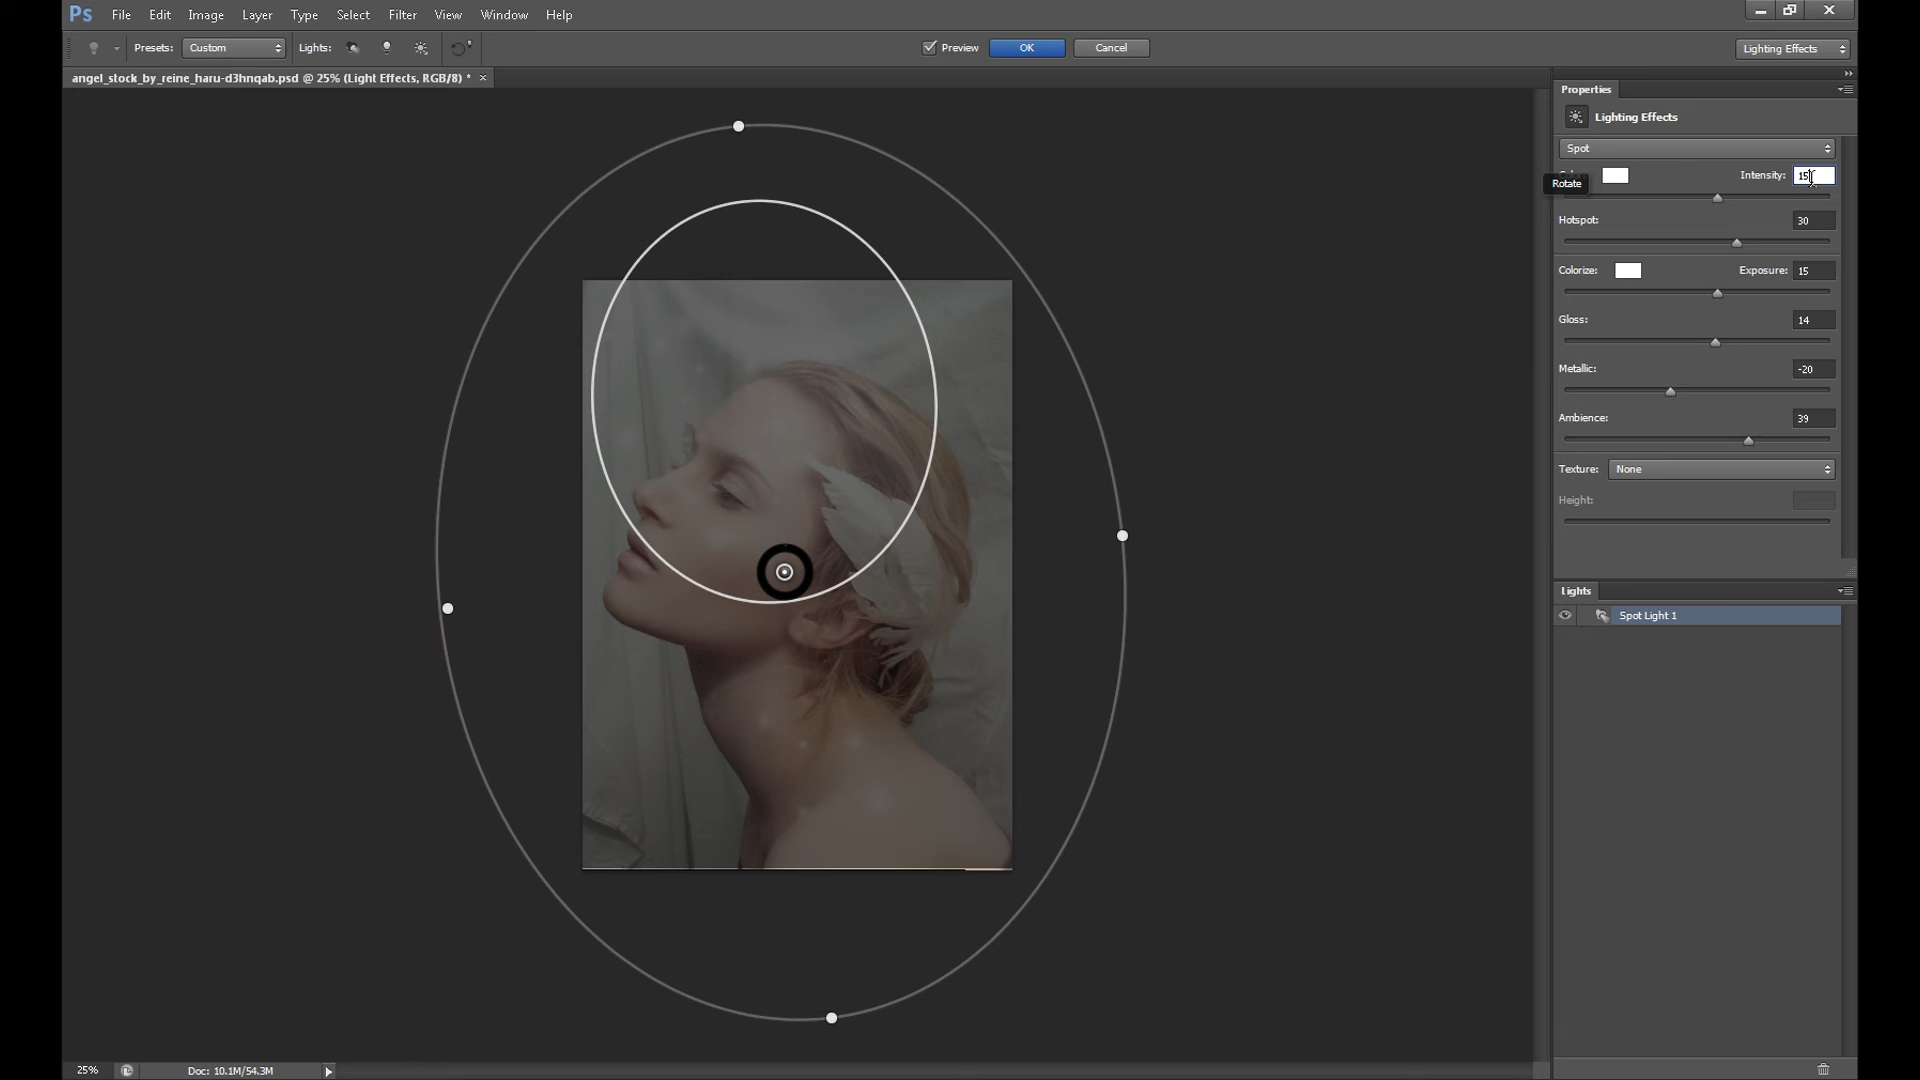 Ps File Edit Image Layer Type Select Filter View Window Help
Presets: Custom Lights: Preview OK Cancel Lighting Effects
angel_stock_by_reine_haru-d3hnqab.psd @ 25% (Light Effects, RGB/8) * ×
Properties
Lighting Effects
Spot
Intensity: 15
Rotate
Hotspot: 30
Colorize: Exposure: 15
Gloss: 14
Metallic: -20
Ambience: 39
Texture: None
Height:
Lights
Spot Light 1
25% Doc: 10.1M/54.3M